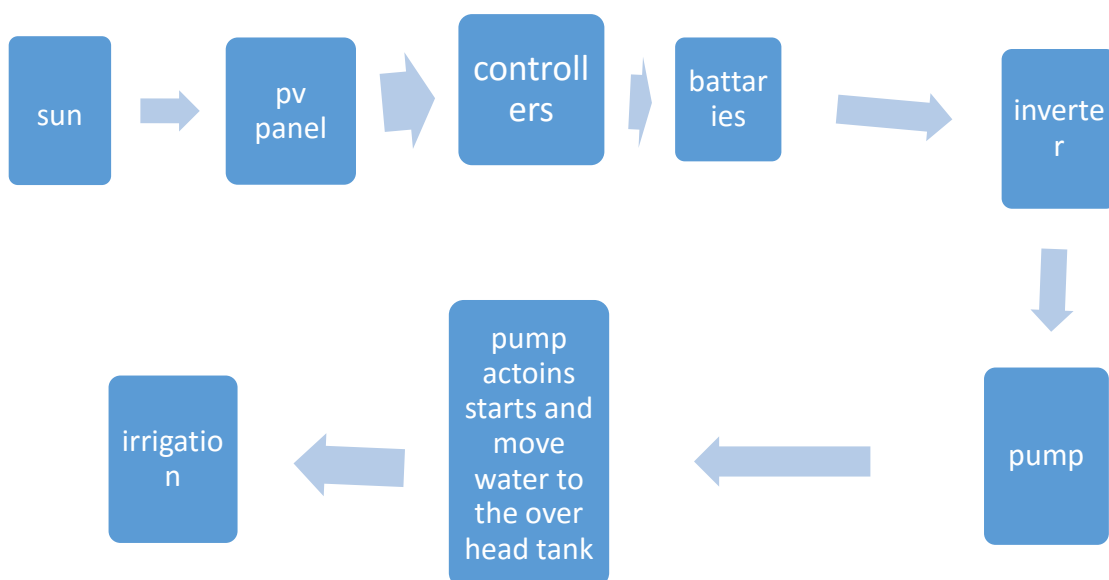 sun
pv
panel
controll
ers
battar
ies
inverte
r
pump
pump
actoins
starts and
move
water to
the over
head tank
irrigatio
n